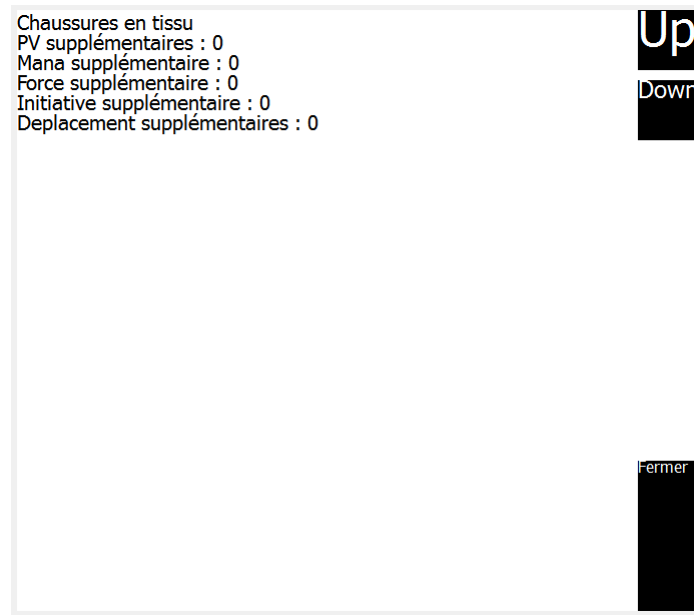 Chaussures en tissu
PV supplémentaires : 0
Mana supplémentaire : 0
Force supplémentaire : 0
Initiative supplémentaire : 0
Deplacement supplémentaires : 0
Up
Down
Fermer